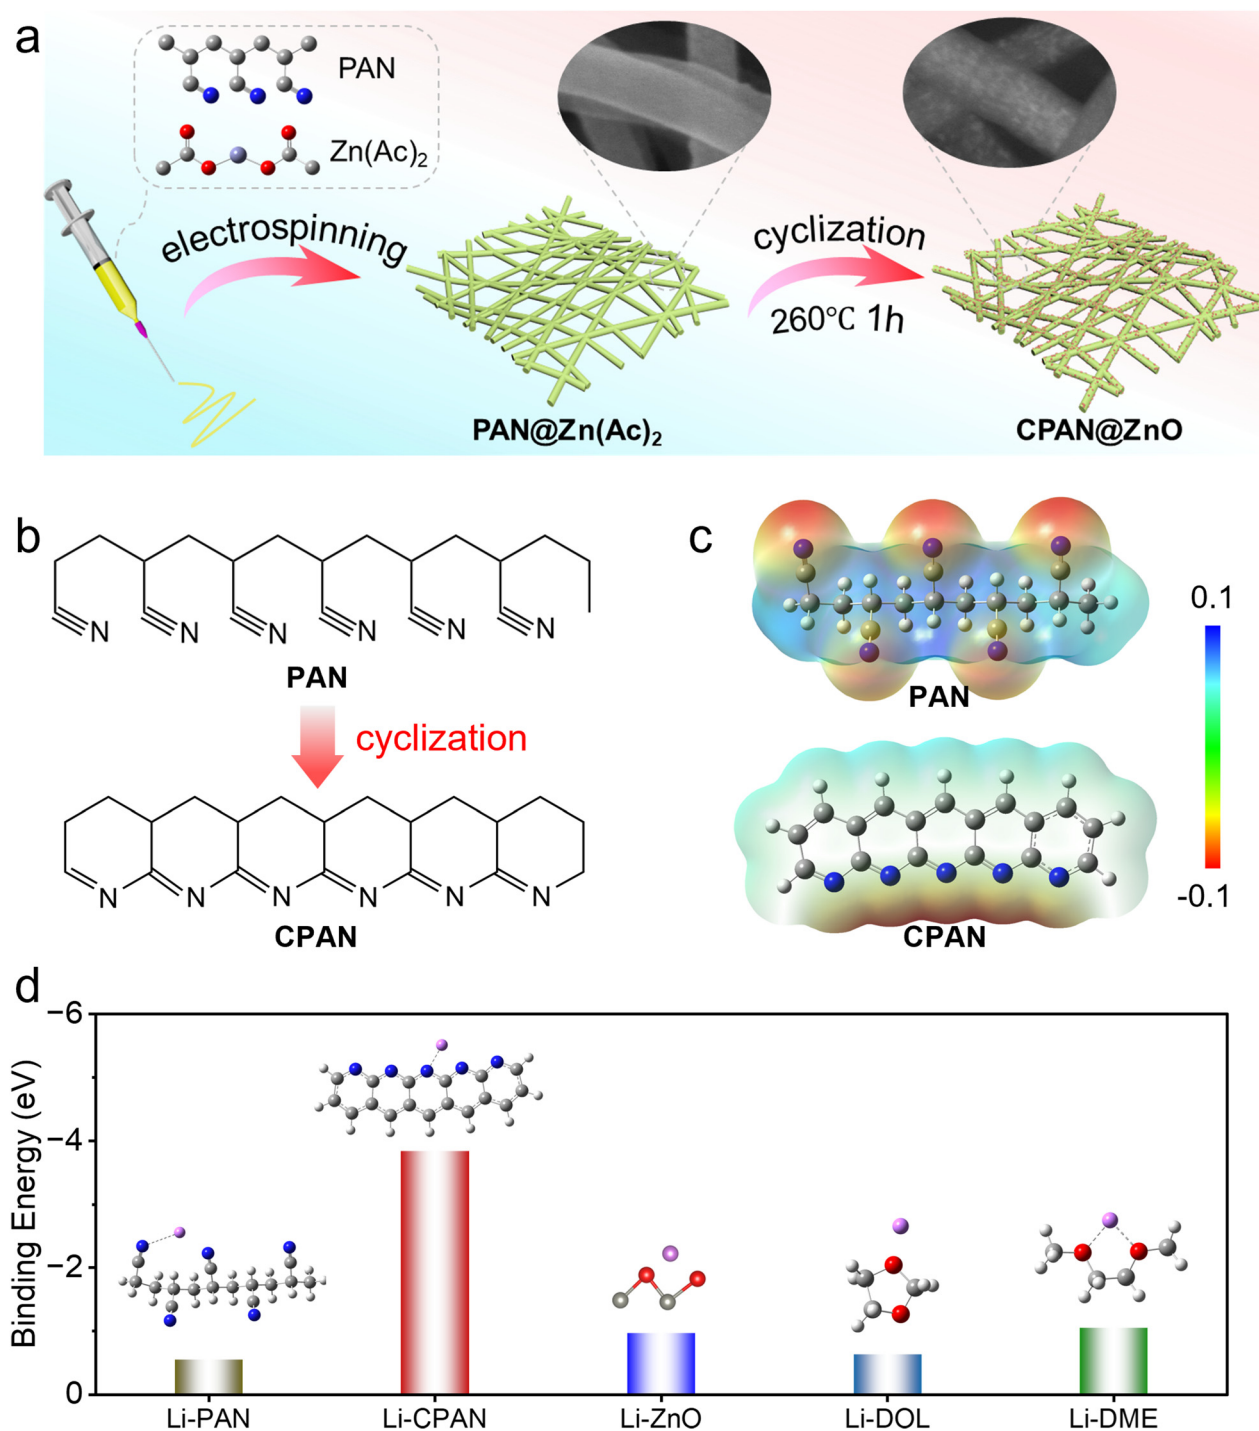 a
PAN
Zn(Ac)₂
electrospinning
cyclization
260℃ 1h
PAN@Zn(Ac)₂
CPAN@ZnO
b
N N N N N N
PAN
cyclization
N N N N N N
CPAN
c
PAN
0.1
-0.1
CPAN
d
Binding Energy (eV)
−6
−4
−2
0
Li-PAN Li-CPAN Li-ZnO Li-DOL Li-DME